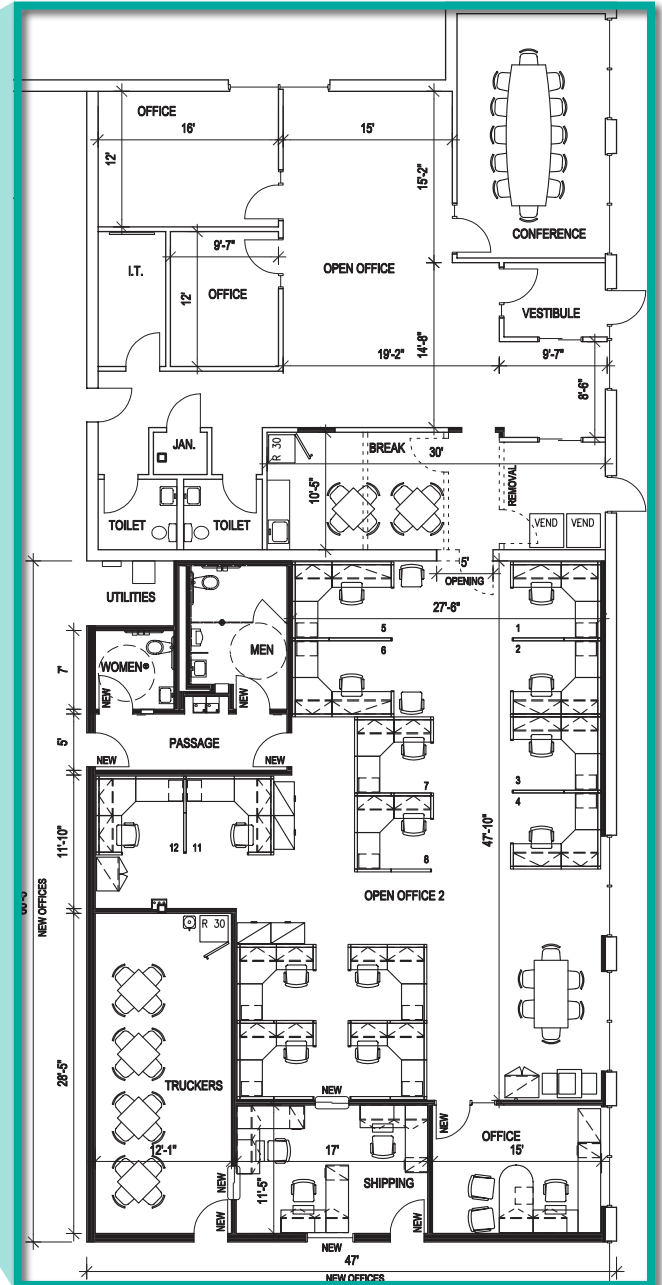 OFFICE
16'
15'
12'
15'-2"
CONFERENCE
9'-7"
I.T.
OFFICE
OPEN OFFICE
12'
VESTIBULE
19'-2"
14'-8"
9'-7"
8'-6"
JAN.
R 30
BREAK
30'
10'-5"
REMOVAL
TOILET
TOILET
VEND
VEND
5'
OPENING
UTILITIES
27'-6"
5
1
6
2
7'
WOMEN
MEN
NEW
NEW
5'
PASSAGE
NEW
NEW
7
3
4
11'-10"
12
11
8
47'-10"
OPEN OFFICE 2
NEW OFFICES
R 30
28'-5"
TRUCKERS
NEW
NEW
OFFICE
12'-1"
17'
15'
NEW
11'-5"
SHIPPING
NEW
NEW
NEW
47'
NEW OFFICES